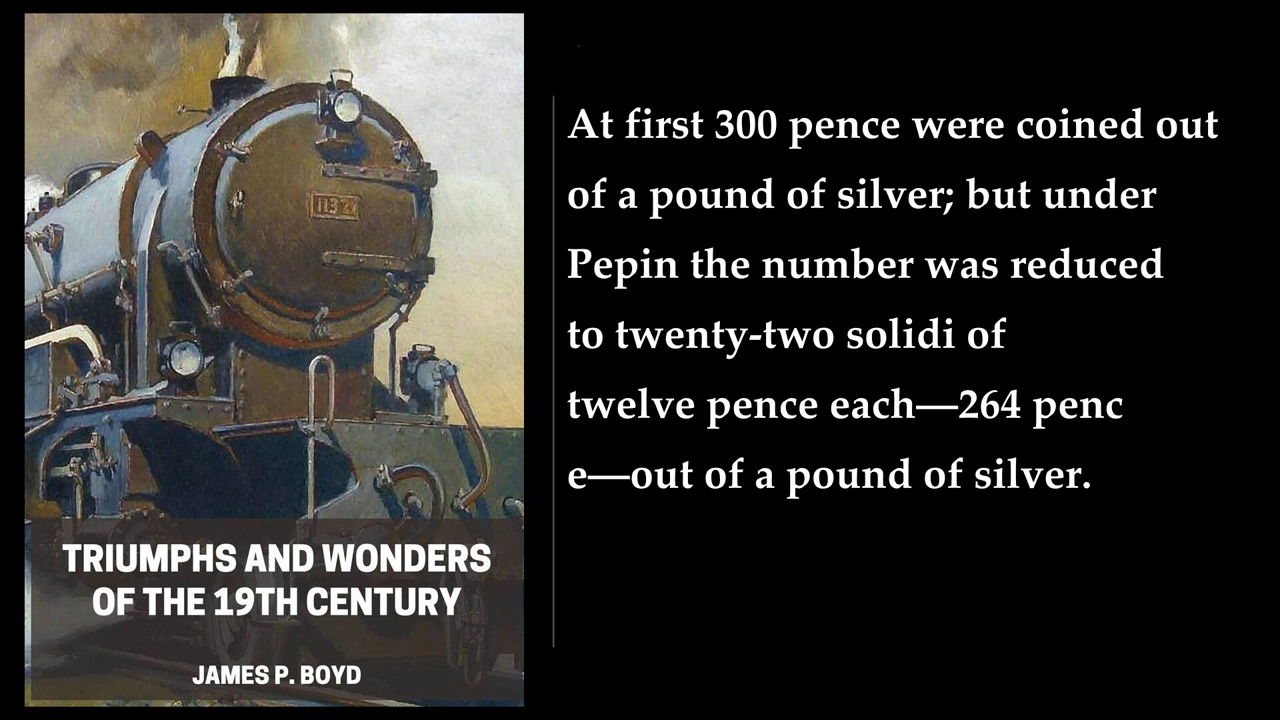 At first 300 pence were coined out
of a pound of silver; but under
Pepin the number was reduced
to twenty-two solidi of
twelve pence each—264 penc
e—out of a pound of silver.
TRIUMPHS AND WONDERS
OF THE 19TH CENTURY
JAMES P. BOYD